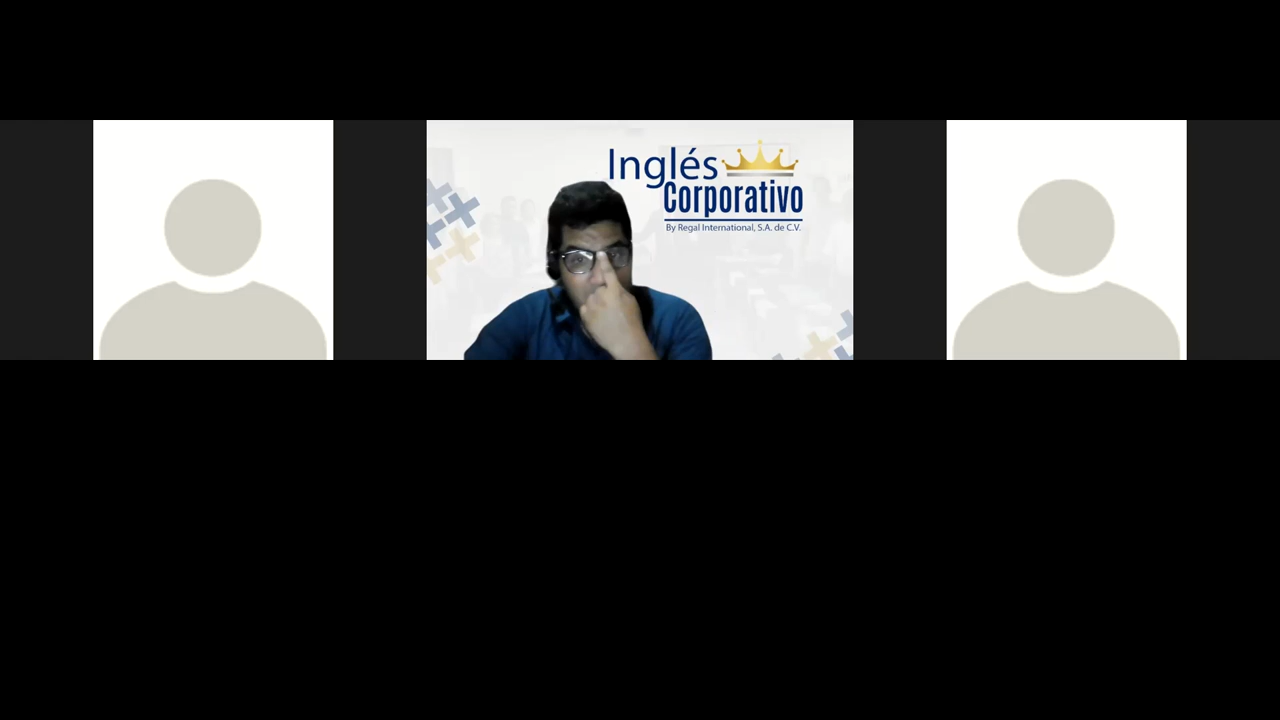 Inglés
Corporativo
By Regal International, S.A. de C.V.